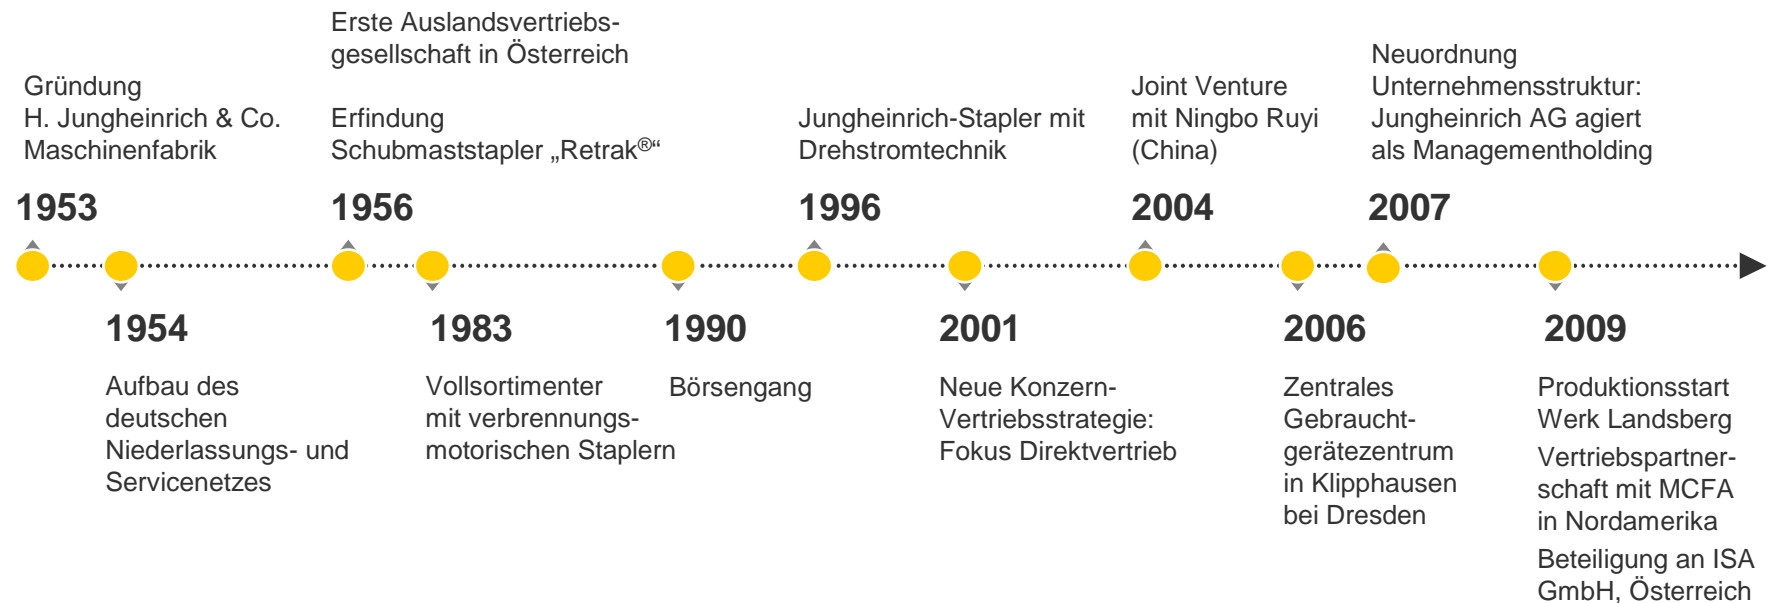 Gründung
H. Jungheinrich & Co.
Maschinenfabrik
1953
Erste Auslandsvertriebs-
gesellschaft in Österreich
Erfindung
Schubmaststapler „Retrak®“
1956
Jungheinrich-Stapler mit
Drehstromtechnik
1996
Joint Venture
mit Ningbo Ruyi
(China)
2004
Neuordnung
Unternehmensstruktur:
Jungheinrich AG agiert
als Managementholding
2007
1954
Aufbau des
deutschen
Niederlassungs- und
Servicenetzes
1983
Vollsortimenter
mit verbrennungs-
motorischen Staplern
1990
Börsengang
2001
Neue Konzern-
Vertriebsstrategie:
Fokus Direktvertrieb
2006
Zentrales
Gebraucht-
gerätezentrum
in Klipphausen
bei Dresden
2009
Produktionsstart
Werk Landsberg
Vertriebspartner-
schaft mit MCFA
in Nordamerika
Beteiligung an ISA
GmbH, Österreich